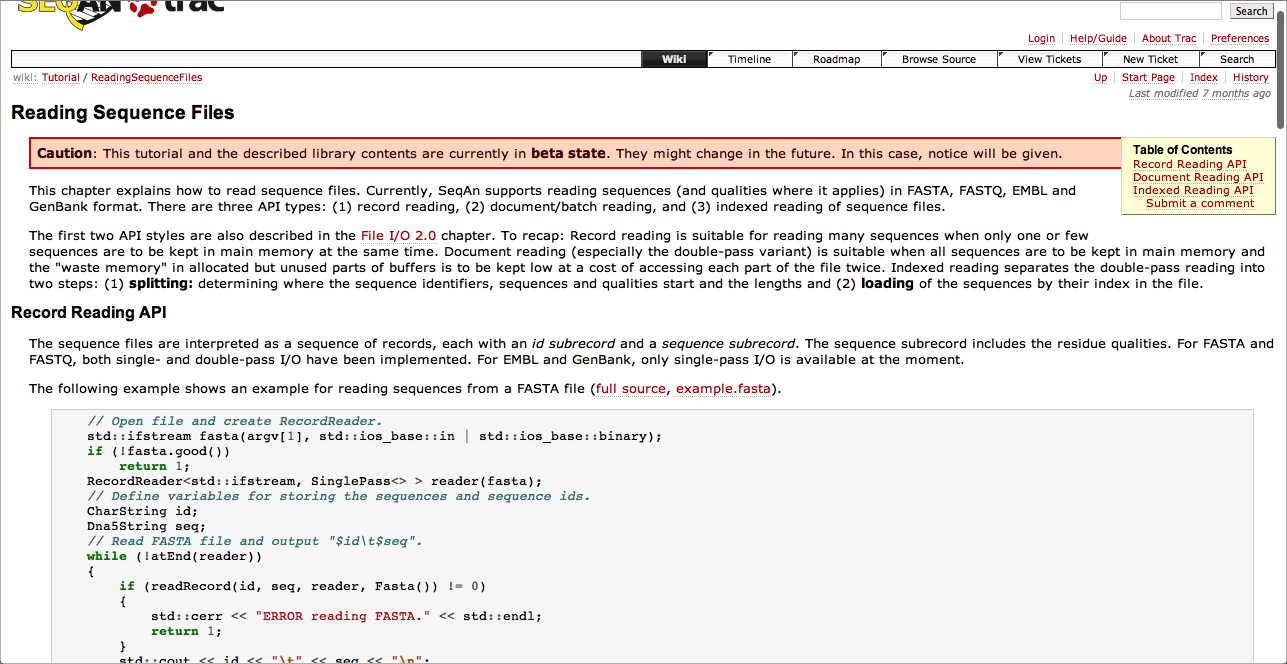 SEQAN trac
Search
Login Help/Guide About Trac Preferences
Wiki Timeline Roadmap Browse Source View Tickets New Ticket Search
wiki: Tutorial / ReadingSequenceFiles
Up Start Page Index History
Last modified 7 months ago
Reading Sequence Files
Caution: This tutorial and the described library contents are currently in beta state. They might change in the future. In this case, notice will be given.
Table of Contents
Record Reading API
Document Reading API
Indexed Reading API
Submit a comment
This chapter explains how to read sequence files. Currently, SeqAn supports reading sequences (and qualities where it applies) in FASTA, FASTQ, EMBL and
GenBank format. There are three API types: (1) record reading, (2) document/batch reading, and (3) indexed reading of sequence files.
The first two API styles are also described in the File I/O 2.0 chapter. To recap: Record reading is suitable for reading many sequences when only one or few
sequences are to be kept in main memory at the same time. Document reading (especially the double-pass variant) is suitable when all sequences are to be kept in main memory and
the "waste memory" in allocated but unused parts of buffers is to be kept low at a cost of accessing each part of the file twice. Indexed reading separates the double-pass reading into
two steps: (1) splitting: determining where the sequence identifiers, sequences and qualities start and the lengths and (2) loading of the sequences by their index in the file.
Record Reading API
The sequence files are interpreted as a sequence of records, each with an id subrecord and a sequence subrecord. The sequence subrecord includes the residue qualities. For FASTA and
FASTQ, both single- and double-pass I/O have been implemented. For EMBL and GenBank, only single-pass I/O is available at the moment.
The following example shows an example for reading sequences from a FASTA file (full source, example.fasta).
// Open file and create RecordReader.
std::ifstream fasta(argv[1], std::ios_base::in | std::ios_base::binary);
if (!fasta.good())
return 1;
RecordReader<std::ifstream, SinglePass<> > reader(fasta);
// Define variables for storing the sequences and sequence ids.
CharString id;
Dna5String seq;
// Read FASTA file and output "$id\t$seq".
while (!atEnd(reader))
{
if (readRecord(id, seq, reader, Fasta()) != 0)
{
std::cerr << "ERROR reading FASTA." << std::endl;
return 1;
}
std::cout << id << "\t" << seq << "\n";